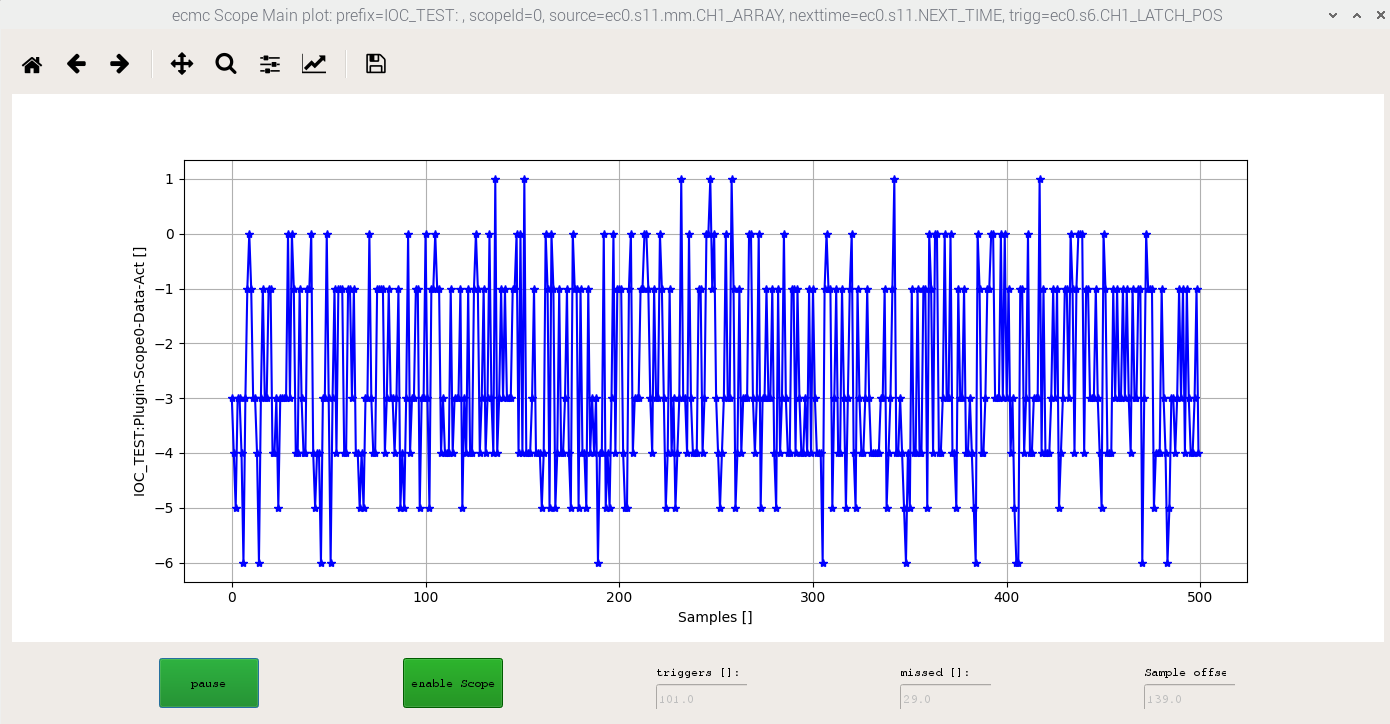 ecmc Scope Main plot: prefix=IOC_TEST: , scopeId=0, source=ec0.s11.mm.CH1_ARRAY, nexttime=ec0.s11.NEXT_TIME, trigg=ec0.s6.CH1_LATCH_POS
IOC_TEST:Plugin-Scope0-Data-Act []
1
0
−1
−2
−3
−4
−5
−6
0 100 200 300 400 500
Samples []
pause
enable Scope
triggers []:
101.0
missed []:
29.0
Sample offse
139.0